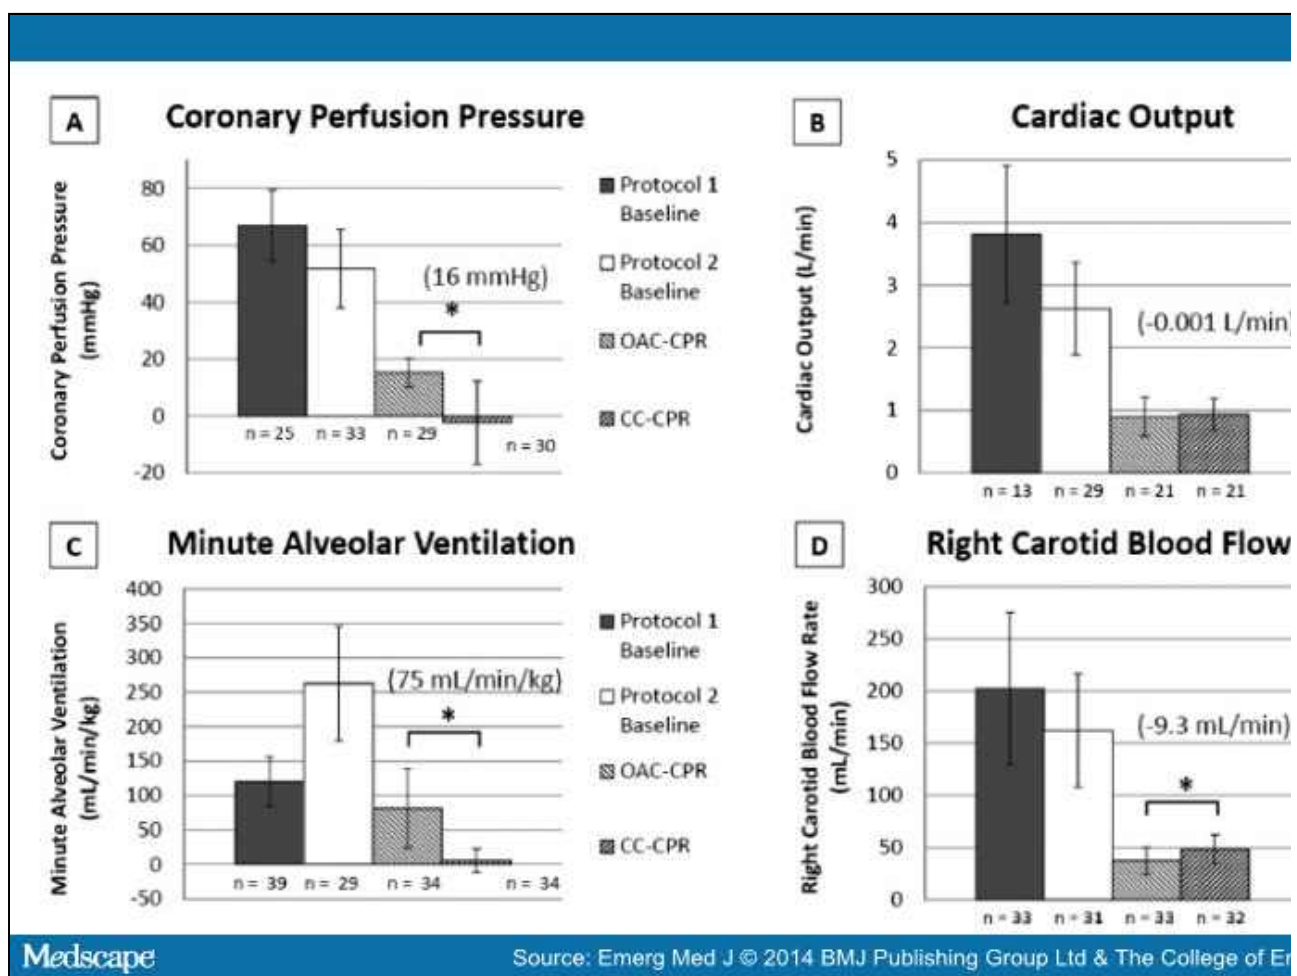 A
Coronary Perfusion Pressure
Coronary Perfusion Pressure
(mmHg)
80
60
40
20
0
-20
(16 mmHg)
*
n = 25
n = 33
n = 29
n = 30
Protocol 1
Baseline
Protocol 2
Baseline
OAC-CPR
CC-CPR
B
Cardiac Output
Cardiac Output (L/min)
5
4
3
2
1
0
(-0.001 L/min)
n = 13
n = 29
n = 21
n = 21
C
Minute Alveolar Ventilation
Minute Alveolar Ventilation
(mL/min/kg)
400
350
300
250
200
150
100
50
0
-50
(75 mL/min/kg)
*
n = 39
n = 29
n = 34
n = 34
Protocol 1
Baseline
Protocol 2
Baseline
OAC-CPR
CC-CPR
D
Right Carotid Blood Flow
Right Carotid Blood Flow Rate
(mL/min)
300
250
200
150
100
50
0
(-9.3 mL/min)
*
n = 33
n = 31
n = 33
n = 32
Medscape
Source: Emerg Med J © 2014 BMJ Publishing Group Ltd & The College of